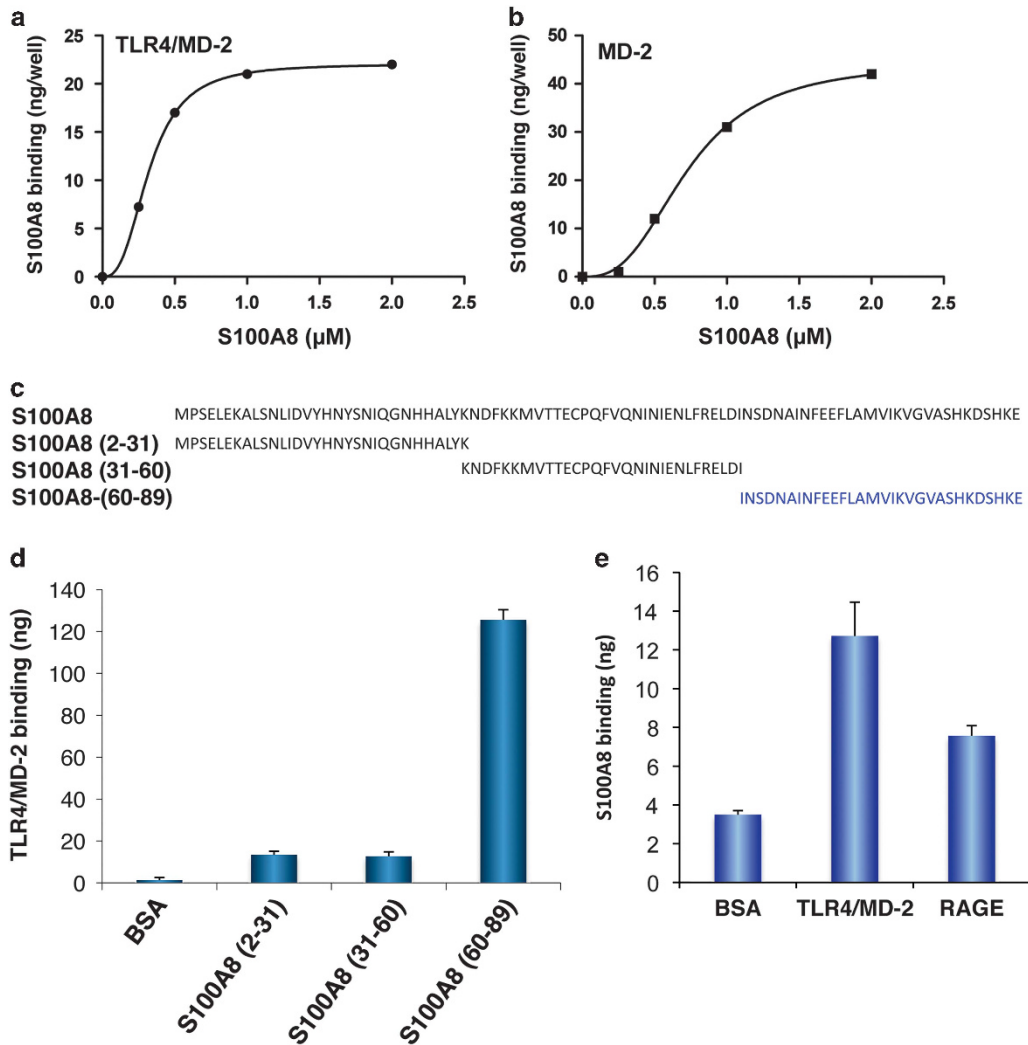 a
TLR4/MD-2
S100A8 binding (ng/well)
25
20
15
10
5
0
0.0 0.5 1.0 1.5 2.0 2.5
S100A8 (µM)
b
MD-2
S100A8 binding (ng/well)
50
40
30
20
10
0
0.0 0.5 1.0 1.5 2.0 2.5
S100A8 (µM)
c
S100A8 MPSELEKALSNLIDVYHNYSNIQGNHHALYKNDFKKMVTTECPQFVQNINIENLFRELDINSDNAINFEEFLAMVIKVGVASHKDSHKE
S100A8 (2-31) MPSELEKALSNLIDVYHNYSNIQGNHHALYK
S100A8 (31-60) KNDFKKMVTTECPQFVQNINIENLFRELDI
S100A8-(60-89) INSDNAINFEEFLAMVIKVGVASHKDSHKE
d
TLR4/MD-2 binding (ng)
140
120
100
80
60
40
20
0
BSA
S100A8 (2-31)
S100A8 (31-60)
S100A8 (60-89)
e
S100A8 binding (ng)
16
14
12
10
8
6
4
2
0
BSA TLR4/MD-2 RAGE